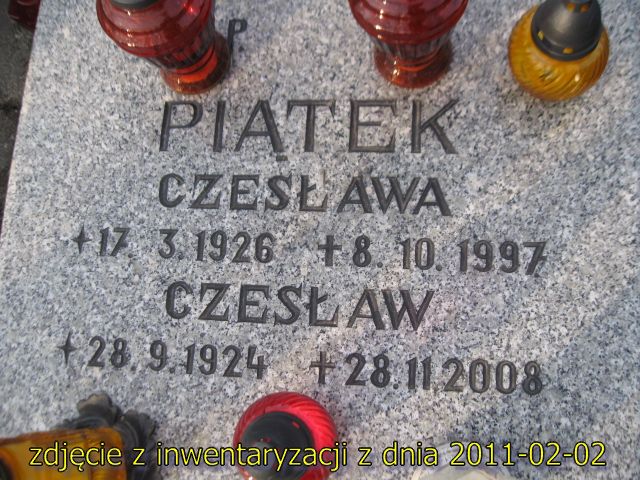 P
PIĄTEK
CZESŁAWA
+17. 3.1926 +8. 10. 1997
CZESŁAW
+28.9.1924 +28.11.2008
zdjęcie z inwentaryzacji z dnia 2011-02-02